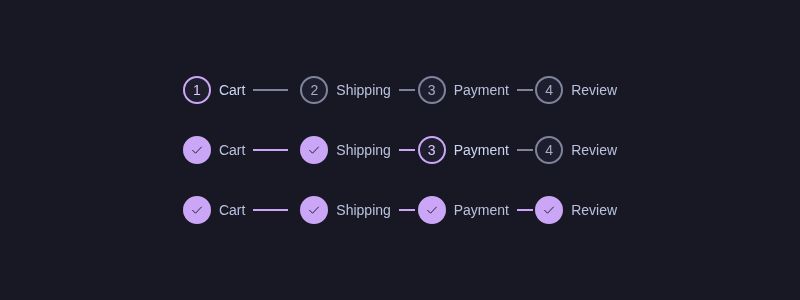 1 Cart 2 Shipping 3 Payment 4 Review
Cart Shipping 3 Payment 4 Review
Cart Shipping Payment Review